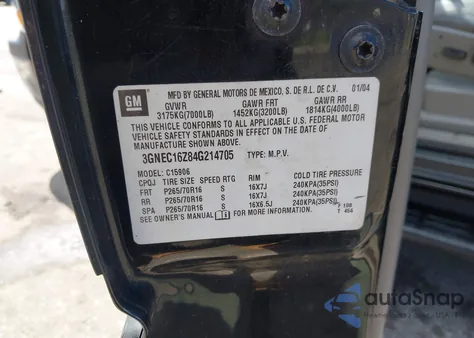 GM
MFD BY GENERAL MOTORS DE MEXICO, S. DE R.L. DE C.V. 01/04
GVWR GAWR FRT GAWR RR
3175KG(7000LB) 1452KG(3200LB) 1814KG(4000LB)
THIS VEHICLE CONFORMS TO ALL APPLICABLE U.S. FEDERAL MOTOR
VEHICLE SAFETY STANDARDS IN EFFECT ON THE DATE OF
MANUFACTURE SHOWN ABOVE.
3GNEC16Z84G214705 TYPE: M.P.V.
MODEL: C15906
CPQJ TIRE SIZE SPEED RTG RIM COLD TIRE PRESSURE
FRT P265/70R16 S 16X7J 240KPA(35PSI)
RR P265/70R16 S 16X7J 240KPA(35PSI)
SPA P265/70R16 S 16X6.5J 240KPA(35PSI)
SEE OWNER'S MANUAL FOR MORE INFORMATION.
T 456
autoSnap